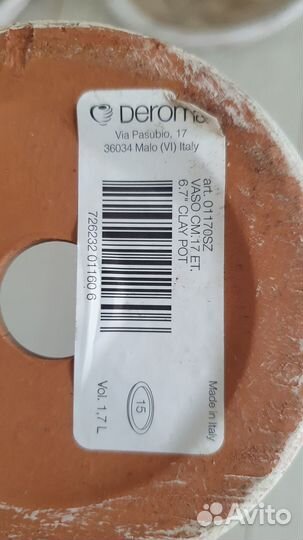 DEROMA
Via Pasubio, 17
36034 Malo (VI) Italy
art. 01170SZ
VASO CM.17 ET.
6.7" CLAY POT
726232 01160 6
Made in Italy
15
Vol. 1,7 L
Avito